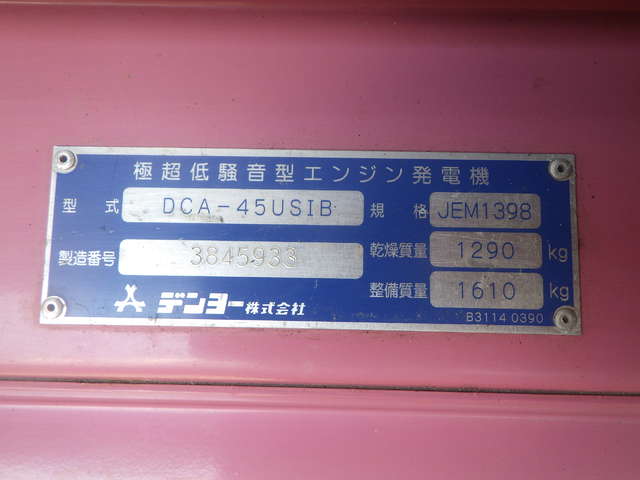 極超低騒音型エンジン発電機
型式 DCA-45USIB 規格 JEM1398
製造番号 3845933 乾燥質量 1290 kg
整備質量 1610 kg
デンヨー株式会社
B3114 0390